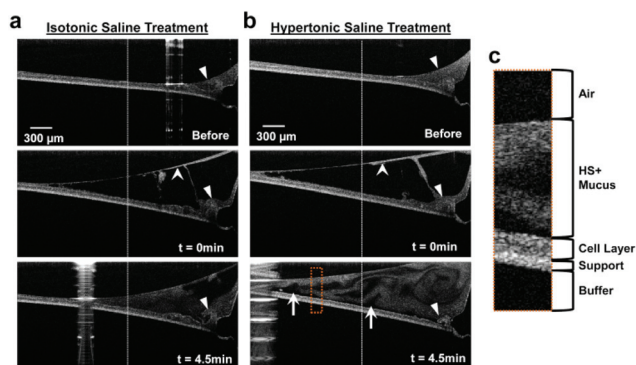 a
Isotonic Saline Treatment
300 μm
Before
t = 0min
t = 4.5min
b
Hypertonic Saline Treatment
300 μm
Before
t = 0min
t = 4.5min
c
Air
HS+
Mucus
Cell Layer
Support
Buffer